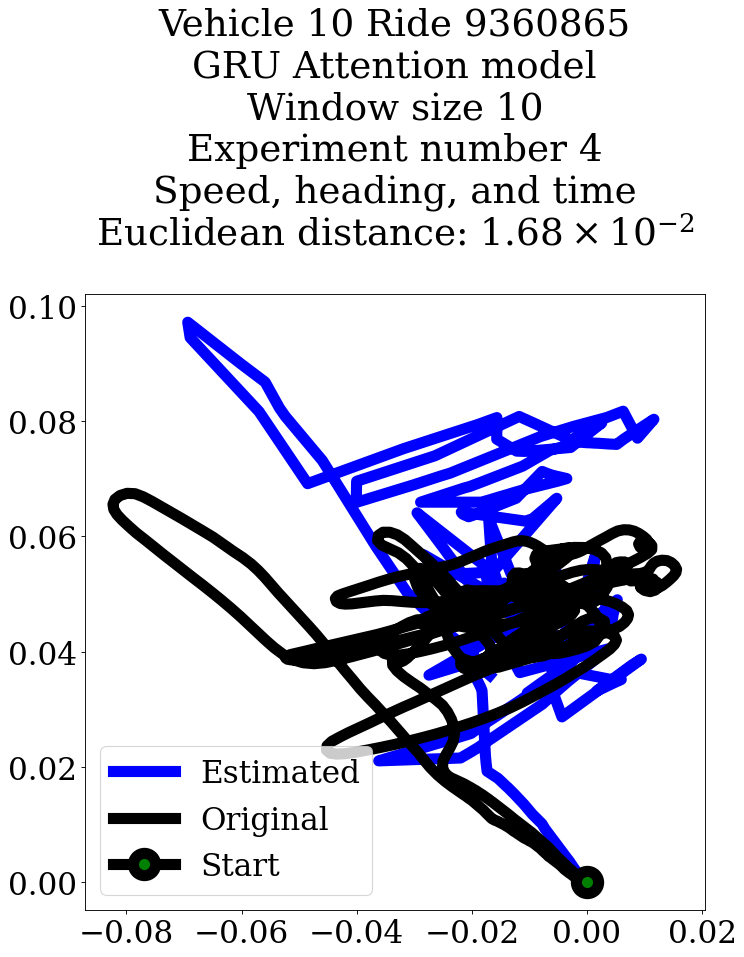 Vehicle 10 Ride 9360865
GRU Attention model
Window size 10
Experiment number 4
Speed, heading, and time
Euclidean distance: 1.68 × 10⁻²
0.10
0.08
0.06
0.04
0.02
0.00
Estimated
Original
Start
−0.08 −0.06 −0.04 −0.02 0.00 0.02